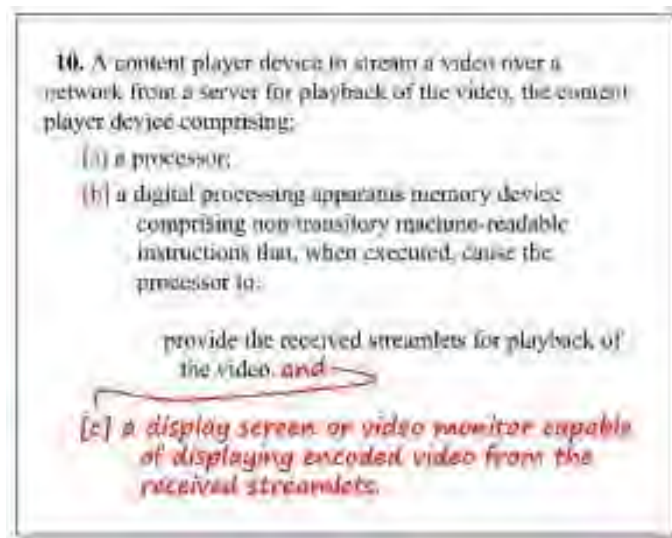 10. A content player device to stream a video over a
network from a server for playback of the video, the content
player device comprising:
[a] a processor;
[b] a digital processing apparatus memory device
comprising non-transitory machine-readable
instructions that, when executed, cause the
processor to:
provide the received streamlets for playback of
the video. and
[c] a display screen or video monitor capable
of displaying encoded video from the
received streamlets.